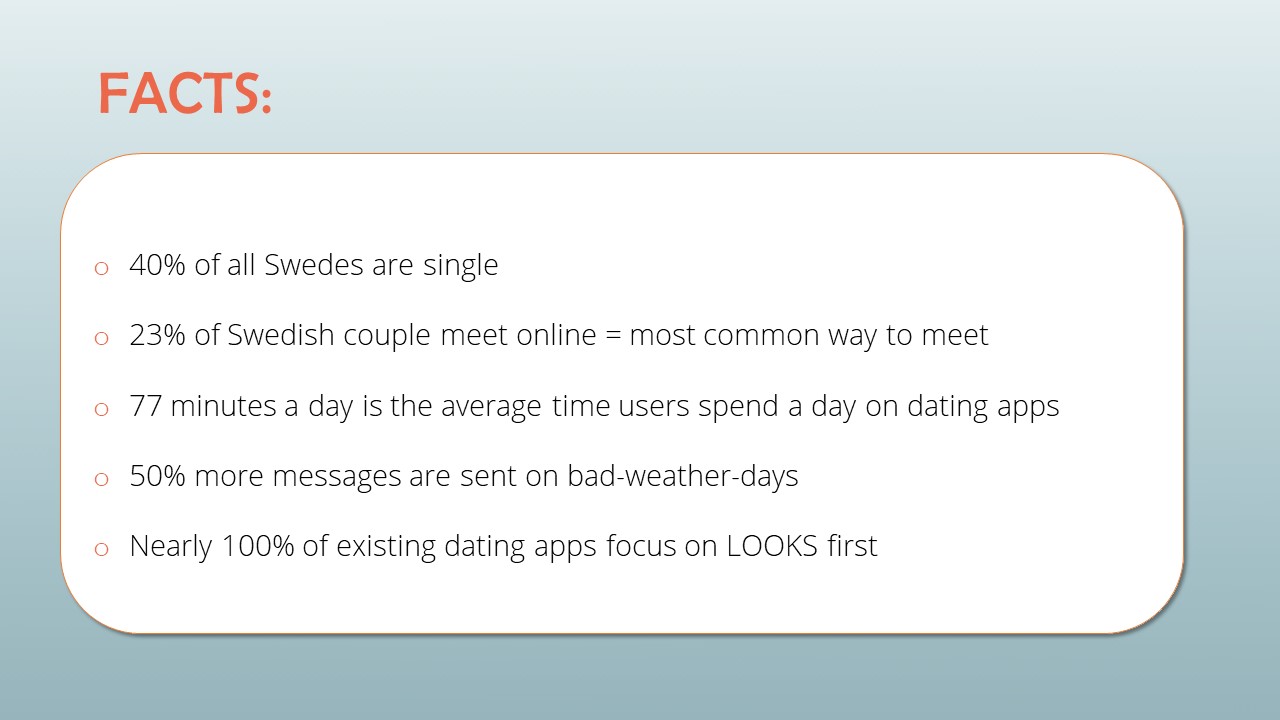 FACTS:
40% of all Swedes are single
23% of Swedish couple meet online = most common way to meet
77 minutes a day is the average time users spend a day on dating apps
50% more messages are sent on bad-weather-days
Nearly 100% of existing dating apps focus on LOOKS first